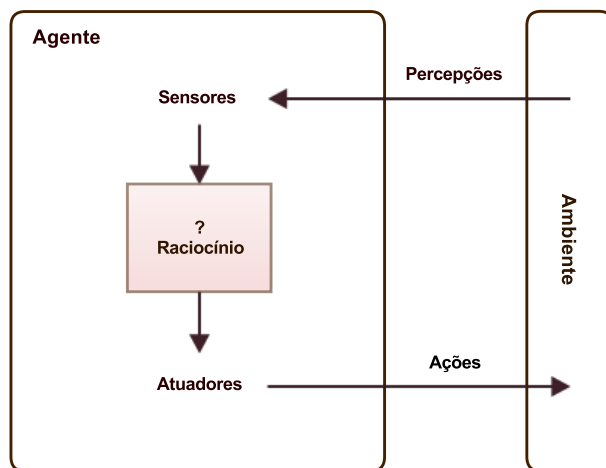 Agente
Percepções
Sensores
?
Raciocínio
Ambiente
Ações
Atuadores